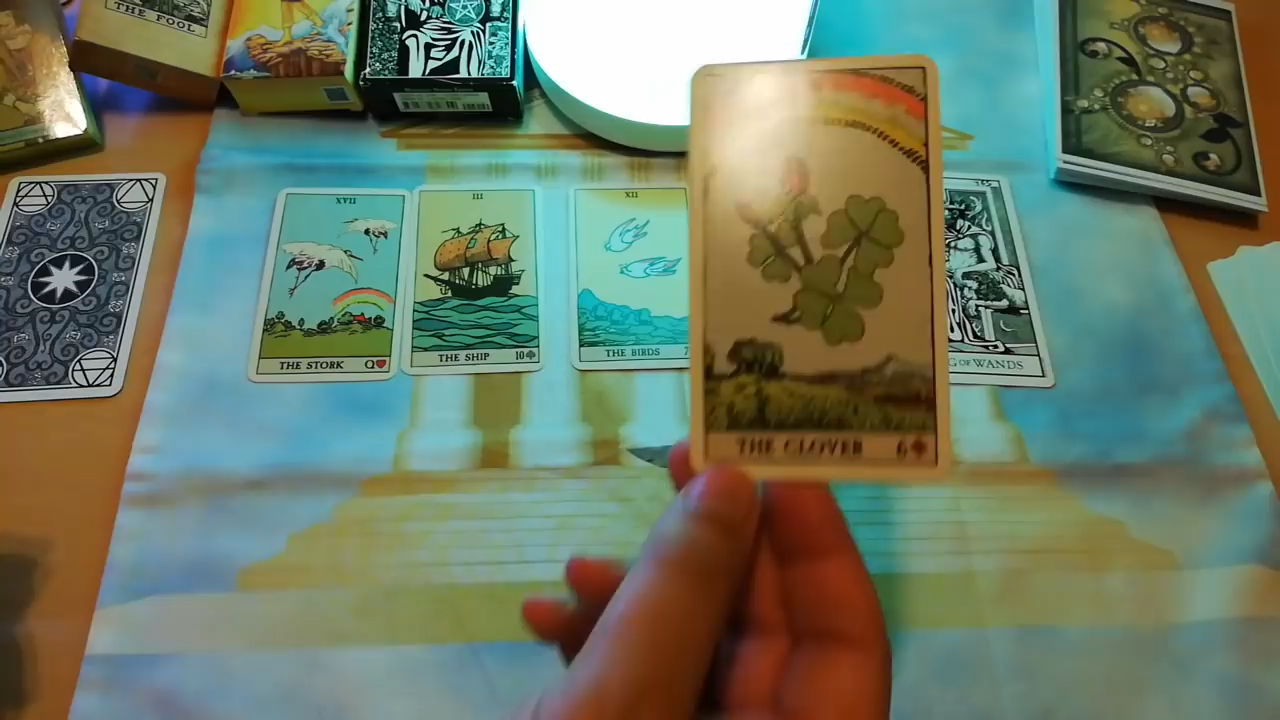 THE FOOL
XVII
THE STORK Q♥
III
THE SHIP 10♠
XII
THE BIRDS 7
THE CLOVER 6♦
G OF WANDS